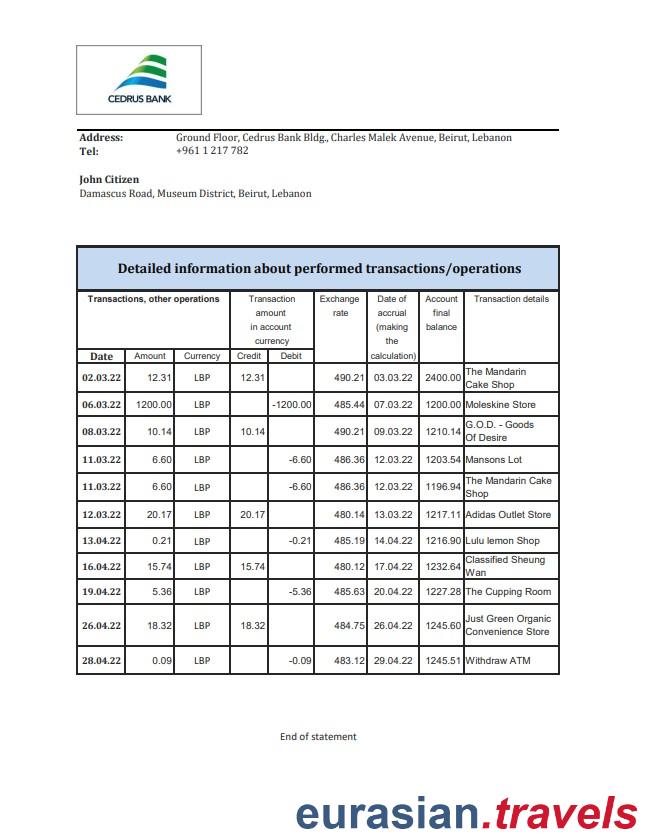 CEDRUS BANK
Address: Ground Floor, Cedrus Bank Bldg., Charles Malek Avenue, Beirut, Lebanon
Tel: +961 1 217 782
John Citizen
Damascus Road, Museum District, Beirut, Lebanon
Detailed information about performed transactions/operations
Transactions, other operations
Transaction
amount
in account
currency
Exchange
rate
Date of
accrual
(making
the
calculation)
Account
final
balance
Transaction details
Date Amount Currency Credit Debit
02.03.22 12.31 LBP 12.31 490.21 03.03.22 2400.00 The Mandarin
Cake Shop
06.03.22 1200.00 LBP -1200.00 485.44 07.03.22 1200.00 Moleskine Store
08.03.22 10.14 LBP 10.14 490.21 09.03.22 1210.14 G.O.D. - Goods
Of Desire
11.03.22 6.60 LBP -6.60 486.36 12.03.22 1203.54 Mansons Lot
11.03.22 6.60 LBP -6.60 486.36 12.03.22 1196.94 The Mandarin Cake
Shop
12.03.22 20.17 LBP 20.17 480.14 13.03.22 1217.11 Adidas Outlet Store
13.04.22 0.21 LBP -0.21 485.19 14.04.22 1216.90 Lulu lemon Shop
16.04.22 15.74 LBP 15.74 480.12 17.04.22 1232.64 Classified Sheung
Wan
19.04.22 5.36 LBP -5.36 485.63 20.04.22 1227.28 The Cupping Room
26.04.22 18.32 LBP 18.32 484.75 26.04.22 1245.60 Just Green Organic
Convenience Store
28.04.22 0.09 LBP -0.09 483.12 29.04.22 1245.51 Withdraw ATM
End of statement
eurasian.travels